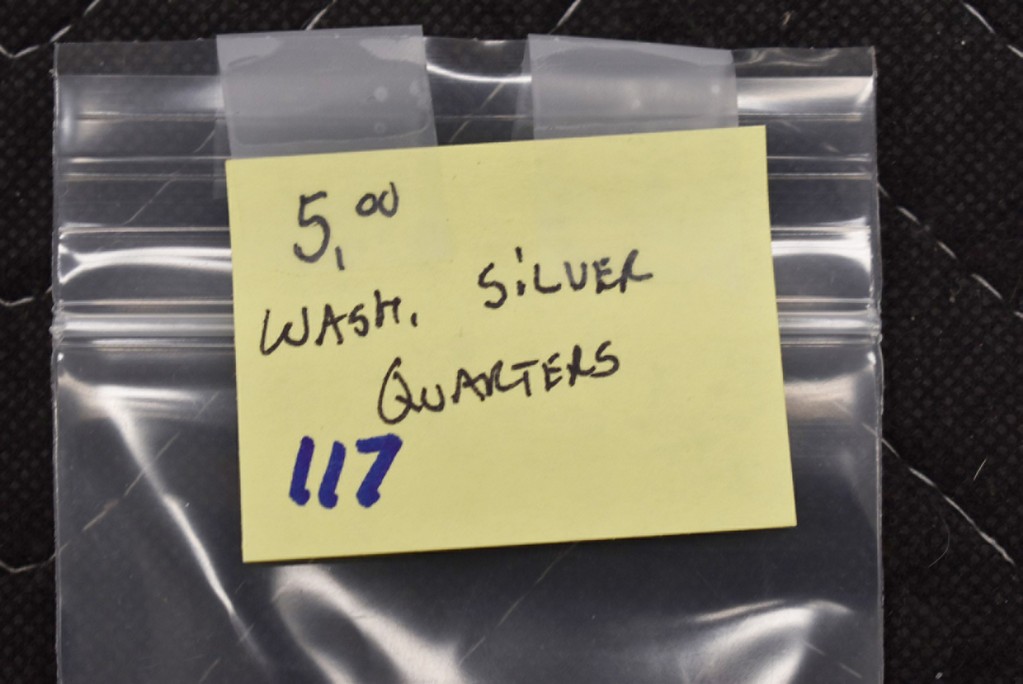 5.00
WASH. SILVER
QUARTERS
117